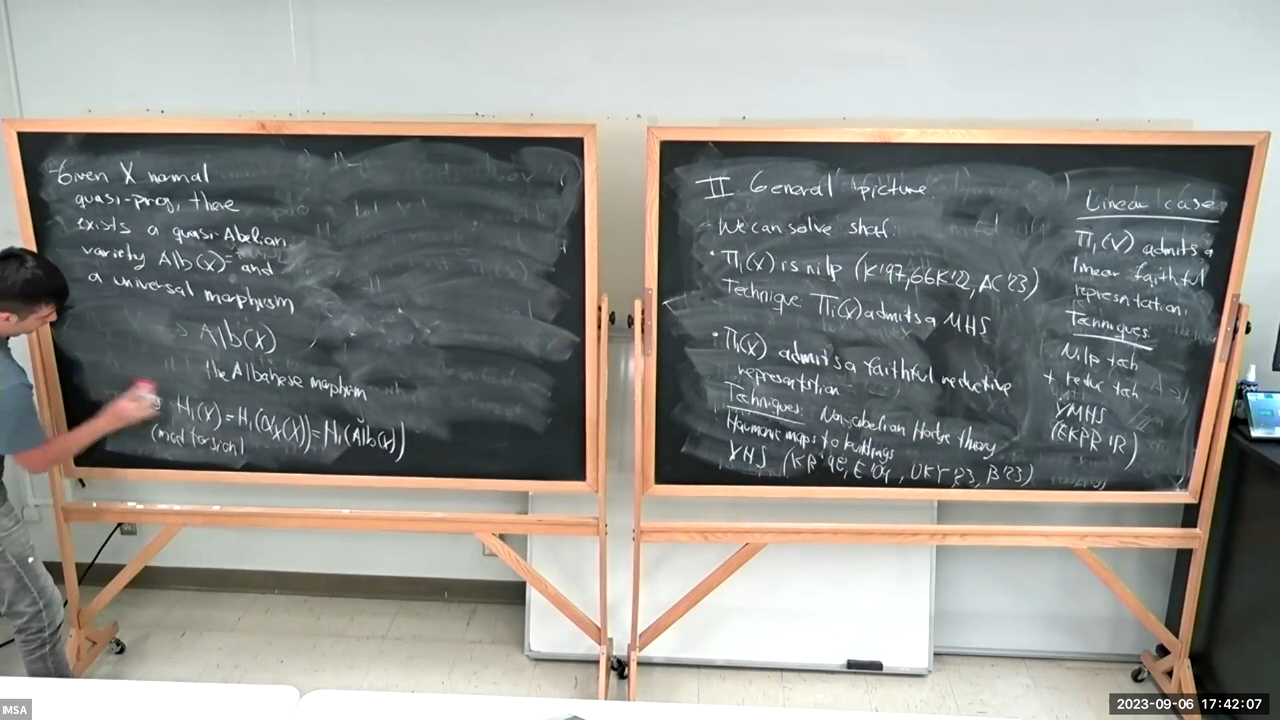 Given X normal
quasi-proj, there
exists a quasi-Abelian
variety Alb(X) and
a universal morphism
Alb(X)
the Albanese morphism
H₁(X) = H₁(αₓ(X)) = H₁(Alb(X))
(mod torsion)
II General picture.
We can solve shaf:
• π₁(X) is nilp (K'97, GGK'22, AC'23)
Technique: π₁(X) admits a MHS
• π₁(X) admits a faithful reductive
representation.
Techniques: Nonabelian Hodge theory
Harmonic maps to buildings
VHS (KR'98, E'04, DKY'23, B'23)
Linear case
π₁(X) admits a
linear faithful
representation.
Techniques:
Nilp tech
+ reduc tech
VMHS
(EKPR'12)
IMSA
2023-09-06 17:42:07